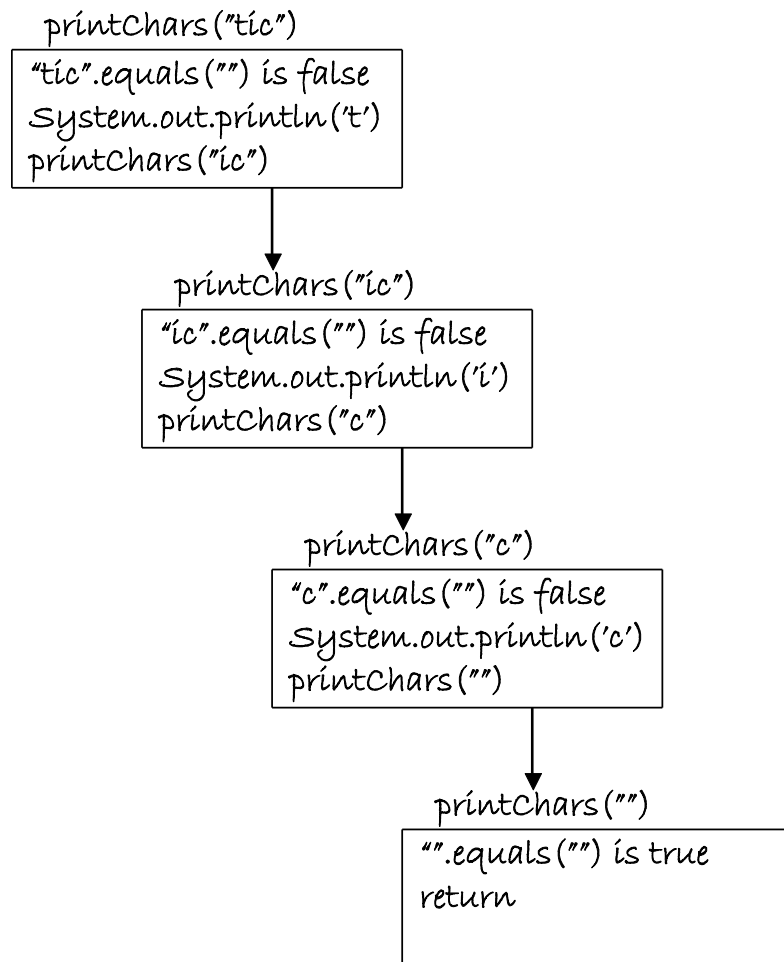 printChars("tic")
"tic".equals("") is false
System.out.println('t')
printChars("ic")
printChars("ic")
"ic".equals("") is false
System.out.println('i')
printChars("c")
printChars("c")
"c".equals("") is false
System.out.println('c')
printChars("")
printChars("")
"".equals("") is true
return